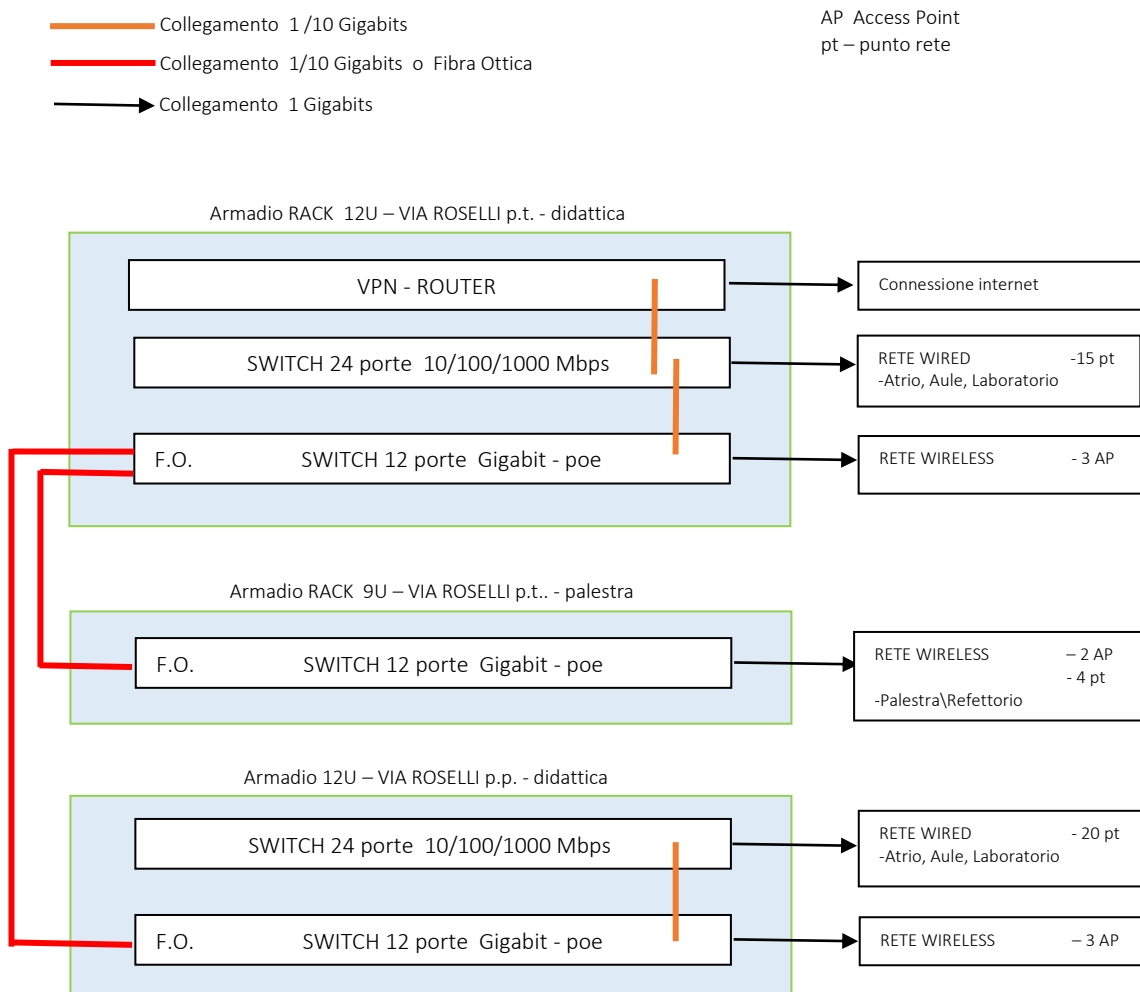 Collegamento 1 /10 Gigabits
Collegamento 1/10 Gigabits o Fibra Ottica
Collegamento 1 Gigabits
AP Access Point
pt – punto rete
Armadio RACK 12U – VIA ROSELLI p.t. - didattica
VPN - ROUTER
Connessione internet
SWITCH 24 porte 10/100/1000 Mbps
RETE WIRED -15 pt
-Atrio, Aule, Laboratorio
F.O. SWITCH 12 porte Gigabit - poe
RETE WIRELESS - 3 AP
Armadio RACK 9U – VIA ROSELLI p.t.. - palestra
F.O. SWITCH 12 porte Gigabit - poe
RETE WIRELESS – 2 AP
- 4 pt
-Palestra\Refettorio
Armadio 12U – VIA ROSELLI p.p. - didattica
SWITCH 24 porte 10/100/1000 Mbps
RETE WIRED - 20 pt
-Atrio, Aule, Laboratorio
F.O. SWITCH 12 porte Gigabit - poe
RETE WIRELESS – 3 AP